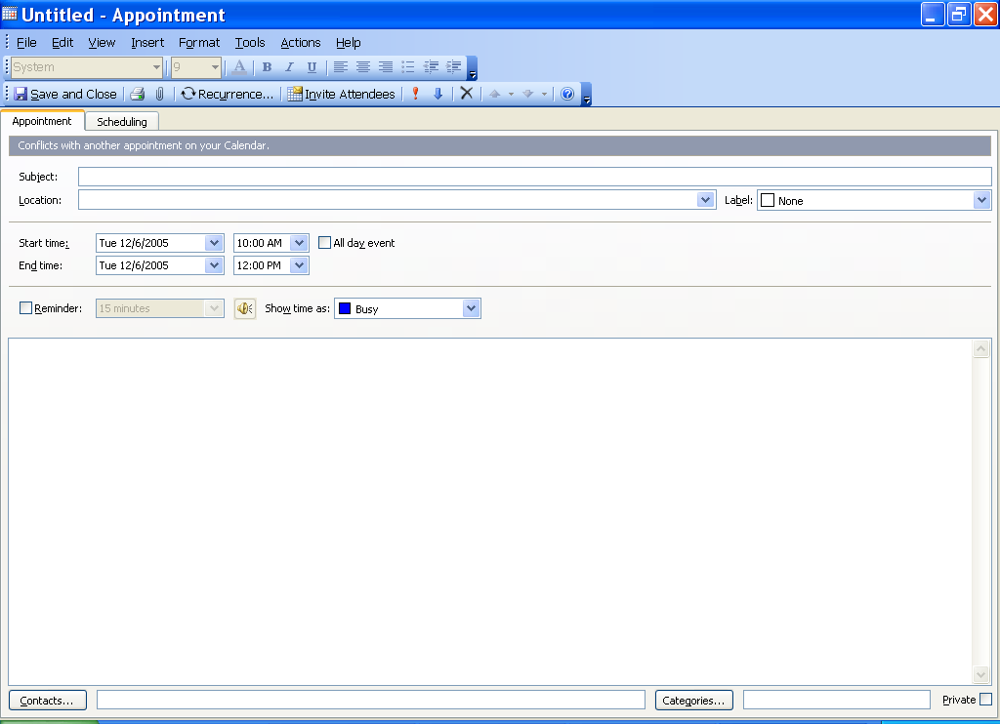 Untitled - Appointment
File Edit View Insert Format Tools Actions Help
System 9 A B I U
Save and Close Recurrence... Invite Attendees
Appointment Scheduling
Conflicts with another appointment on your Calendar.
Subject:
Location: Label: None
Start time: Tue 12/6/2005 10:00 AM All day event
End time: Tue 12/6/2005 12:00 PM
Reminder: 15 minutes Show time as: Busy
Contacts... Categories... Private